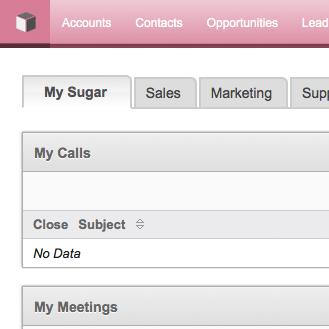 Accounts Contacts Opportunities Lead
My Sugar Sales Marketing Supp
My Calls
Close Subject
No Data
My Meetings